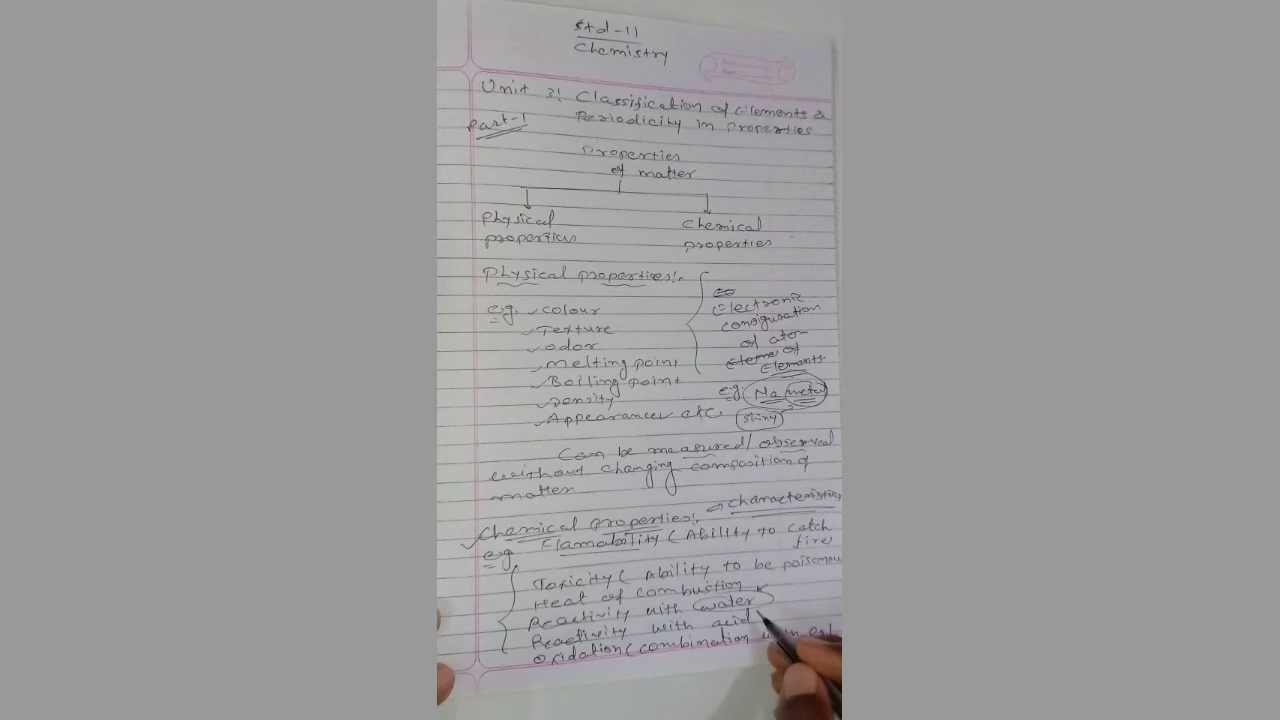 Std-11
Chemistry
Unit 3! Classification of Elements &
Periodicity in properties
Part-1
Properties
of matter
Physical
properties
Chemical
properties
Physical properties:-
e.g. colour
Texture
odor
Melting point
Boiling point
Density
Appearances etc.
Electronic
configuration
of atom
of
Elements.
e.g. Na metal
shiny
Can be measured/observed
without changing composition of
matter
Chemical properties: characteristics
e.g. Flamability (Ability to catch
fire
Toxicity (Ability to be poisonou
Heat of combustion
Reactivity with water
Reactivity with acid
Oxidation (combination